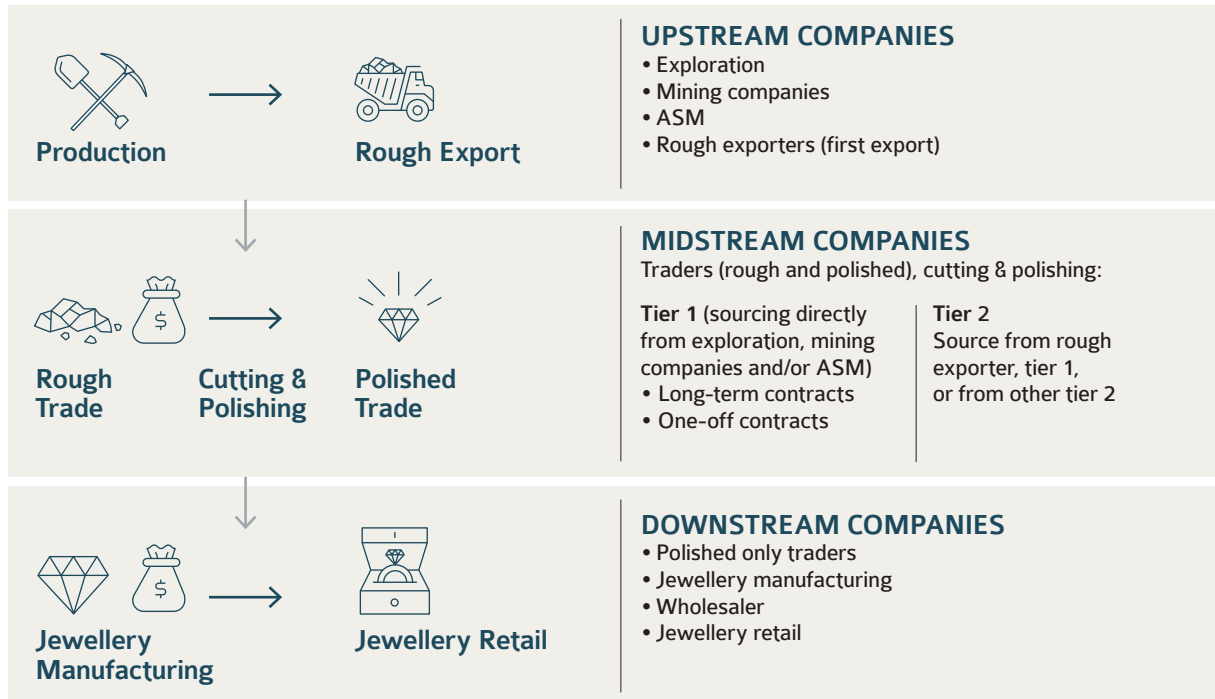 Production
Rough Export
UPSTREAM COMPANIES
• Exploration
• Mining companies
• ASM
• Rough exporters (first export)
$
Rough
Trade
Cutting &
Polishing
Polished
Trade
MIDSTREAM COMPANIES
Traders (rough and polished), cutting & polishing:
Tier 1 (sourcing directly
from exploration, mining
companies and/or ASM)
• Long-term contracts
• One-off contracts
Tier 2
Source from rough
exporter, tier 1,
or from other tier 2
$
Jewellery
Manufacturing
Jewellery Retail
DOWNSTREAM COMPANIES
• Polished only traders
• Jewellery manufacturing
• Wholesaler
• Jewellery retail